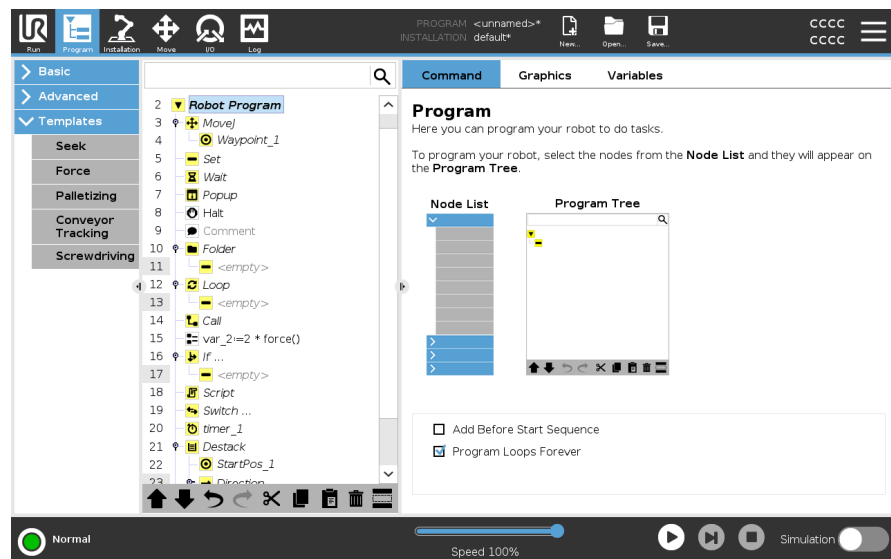 PROGRAM <unnamed>*
INSTALLATION default*
CCCC
CCCC
UR
Run
Program
Installation
Move
I/O
Log
New...
Open...
Save...
Basic
Advanced
Templates
Seek
Force
Palletizing
Conveyor
Tracking
Screwdriving
2 Robot Program
3 MoveJ
4 Waypoint_1
5 Set
6 Wait
7 Popup
8 Halt
9 Comment
10 Folder
11 <empty>
12 Loop
13 <empty>
14 Call
15 var_2:=2 * force()
16 If ...
17 <empty>
18 Script
19 Switch ...
20 timer_1
21 Destack
22 StartPos_1
23 Direction
Command Graphics Variables
Program
Here you can program your robot to do tasks.
To program your robot, select the nodes from the Node List and they will appear on
the Program Tree.
Node List Program Tree
Add Before Start Sequence
Program Loops Forever
Normal
Speed 100%
Simulation